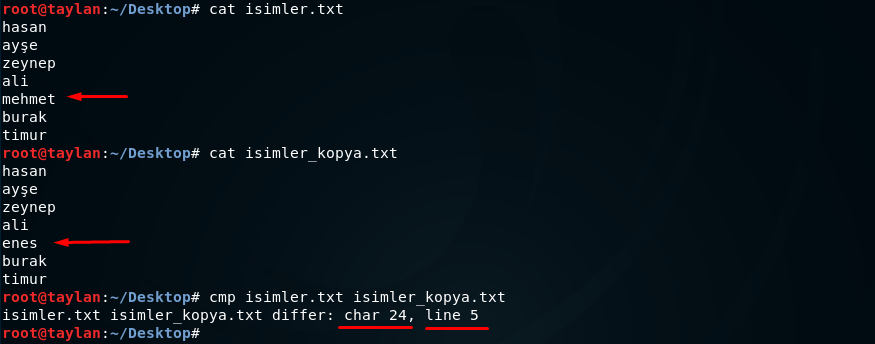 root@taylan:~/Desktop# cat isimler.txt
hasan
ayşe
zeynep
ali
mehmet
burak
timur
root@taylan:~/Desktop# cat isimler_kopya.txt
hasan
ayşe
zeynep
ali
enes
burak
timur
root@taylan:~/Desktop# cmp isimler.txt isimler_kopya.txt
isimler.txt isimler_kopya.txt differ: char 24, line 5
root@taylan:~/Desktop#